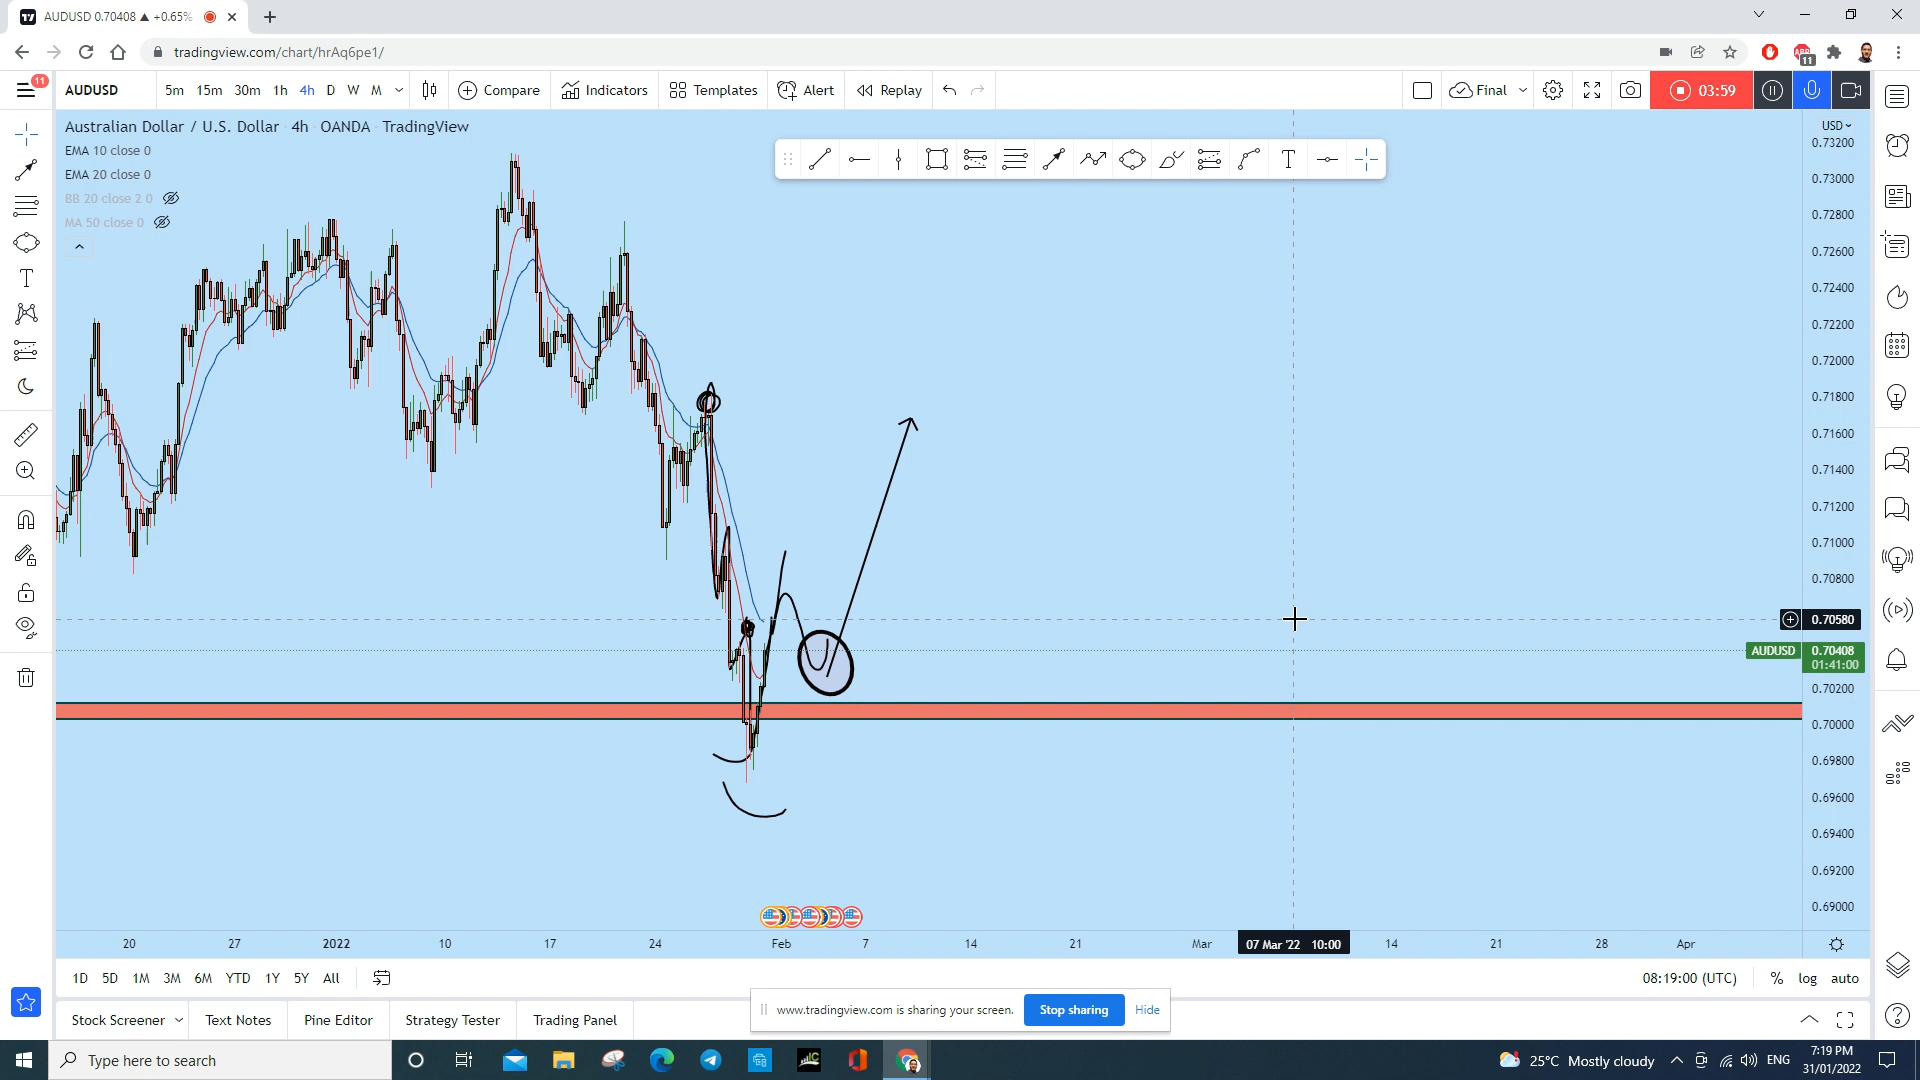 AUDUSD 0.70408 ▲ +0.65%
tradingview.com/chart/hrAq6pe1/
11
11
AUDUSD 5m 15m 30m 1h 4h D W M Compare Indicators Templates Alert Replay Final 03:59
Australian Dollar / U.S. Dollar 4h OANDA TradingView
EMA 10 close 0
EMA 20 close 0
BB 20 close 2 0
MA 50 close 0
USD
0.73200
0.73000
0.72800
0.72600
0.72400
0.72200
0.72000
0.71800
0.71600
0.71400
0.71200
0.71000
0.70800
0.70580
AUDUSD 0.70408
01:41:00
0.70200
0.70000
0.69800
0.69600
0.69400
0.69200
0.69000
20 27 2022 10 17 24 Feb 7 14 21 Mar 07 Mar '22 10:00 14 21 28 Apr
1D 5D 1M 3M 6M YTD 1Y 5Y All 08:19:00 (UTC) % log auto
Stock Screener Text Notes Pine Editor Strategy Tester Trading Panel
www.tradingview.com is sharing your screen. Stop sharing Hide
Type here to search
25°C Mostly cloudy ENG 7:19 PM
31/01/2022